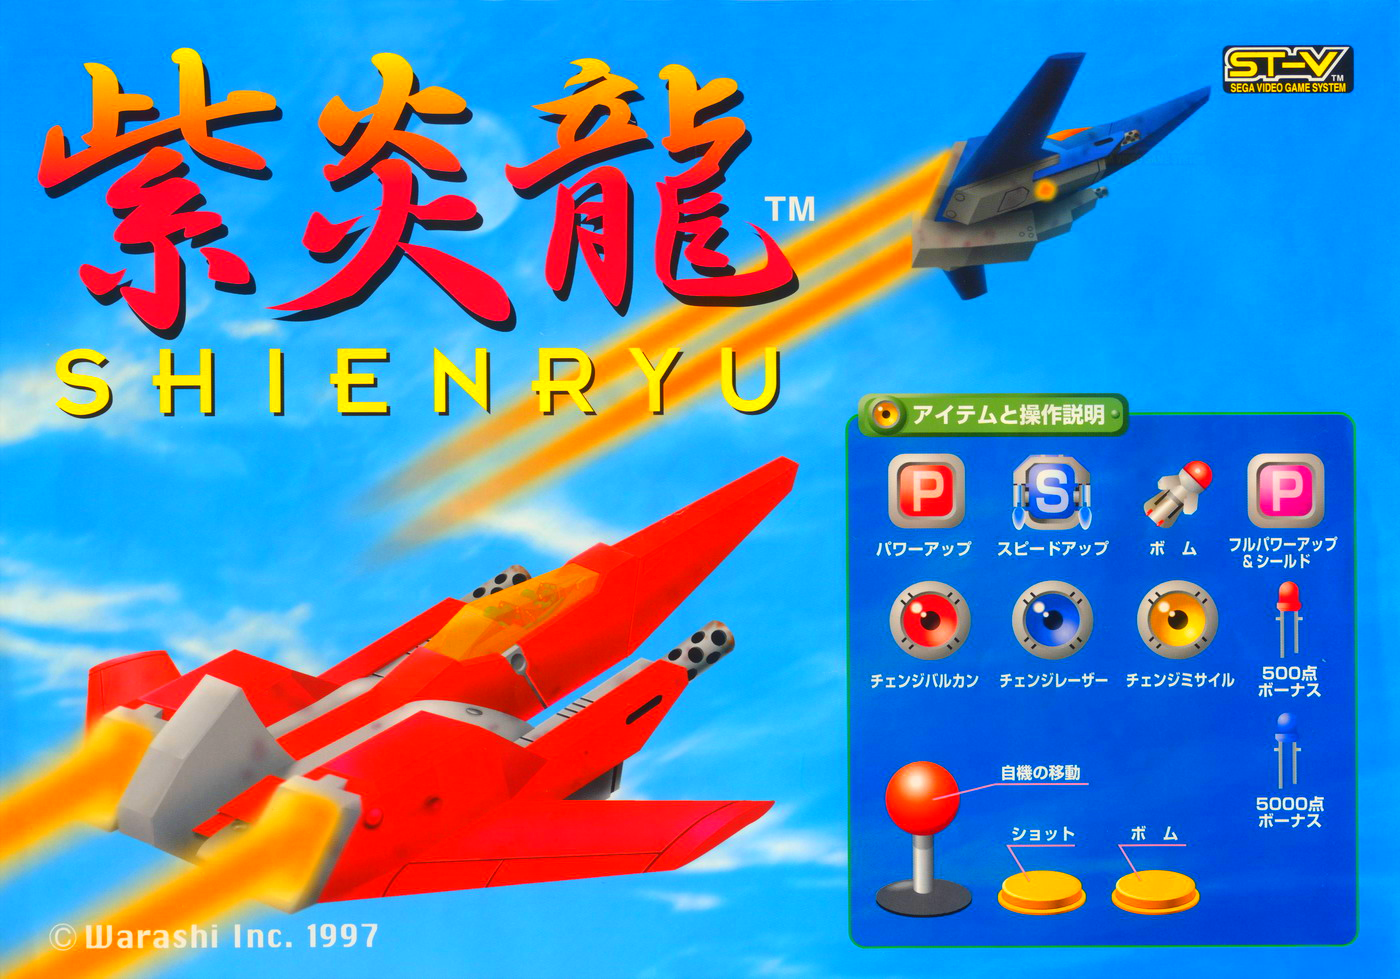 紫炎龍
TM
SHIENRYU
ST-V
TM
SEGA VIDEO GAME SYSTEM
アイテムと操作説明
P
S
P
パワーアップ
スピードアップ
ボム
フルパワーアップ
&シールド
チェンジバルカン
チェンジレーザー
チェンジミサイル
500点
ボーナス
5000点
ボーナス
自機の移動
ショット
ボム
© Warashi Inc. 1997